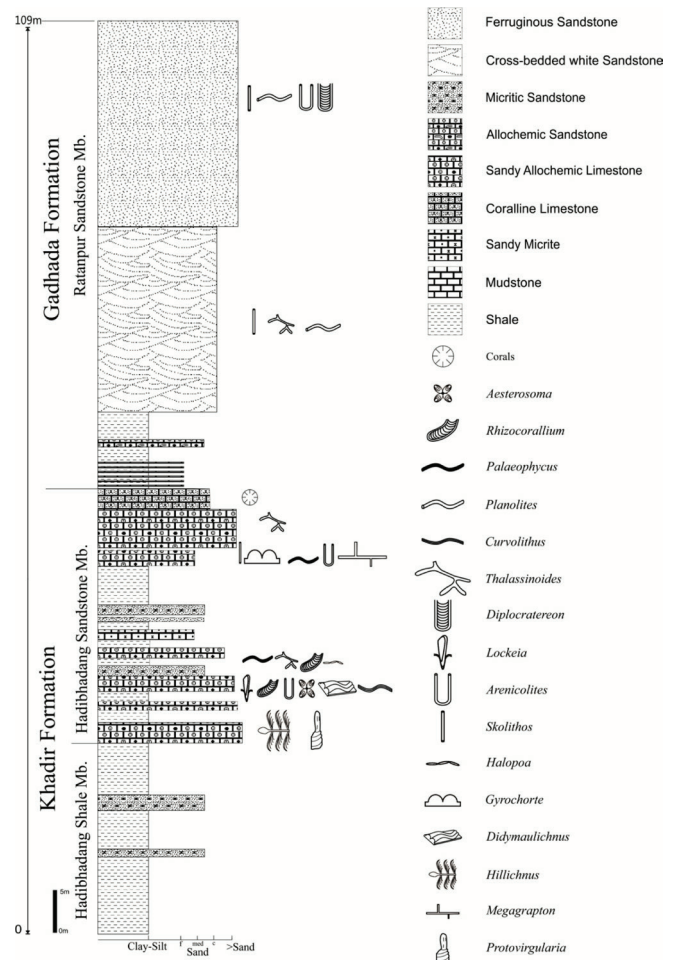 109m
Gadhada Formation
Ratanpur Sandstone Mb.
Khadir Formation
Hadibhadang Sandstone Mb.
Hadibhadang Shale Mb.
5m
0m
0
Clay-Silt
f
med
c
Sand
>Sand
Ferruginous Sandstone
Cross-bedded white Sandstone
Micritic Sandstone
Allochemic Sandstone
Sandy Allochemic Limestone
Coralline Limestone
Sandy Micrite
Mudstone
Shale
Corals
Aesterosoma
Rhizocorallium
Palaeophycus
Planolites
Curvolithus
Thalassinoides
Diplocratereon
Lockeia
Arenicolites
Skolithos
Halopoa
Gyrochorte
Didymaulichnus
Hillichnus
Megagrapton
Protovirgularia